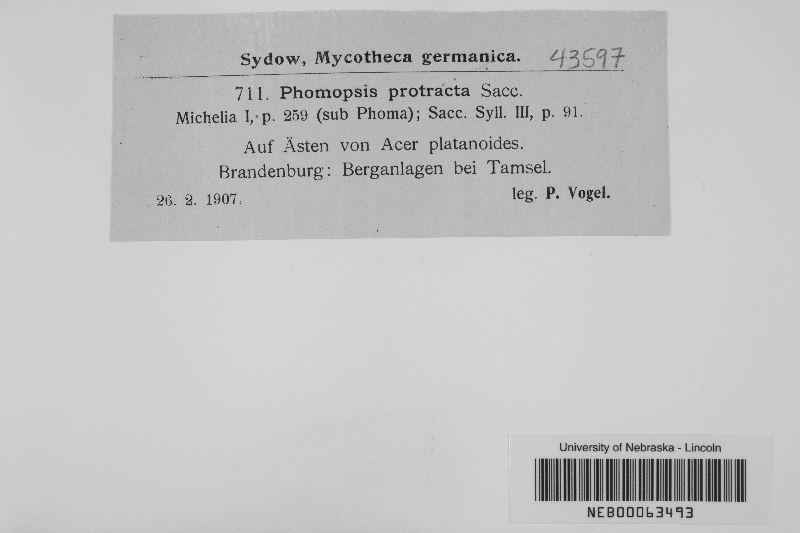 Sydow, Mycotheca germanica. 43597
711. Phomopsis protracta Sacc.
Michelia I, p. 259 (sub Phoma); Sacc. Syll. III, p. 91.
Auf Ästen von Acer platanoides.
Brandenburg: Berganlagen bei Tamsel.
26. 2. 1907. leg. P. Vogel.
University of Nebraska - Lincoln
NEB00063493